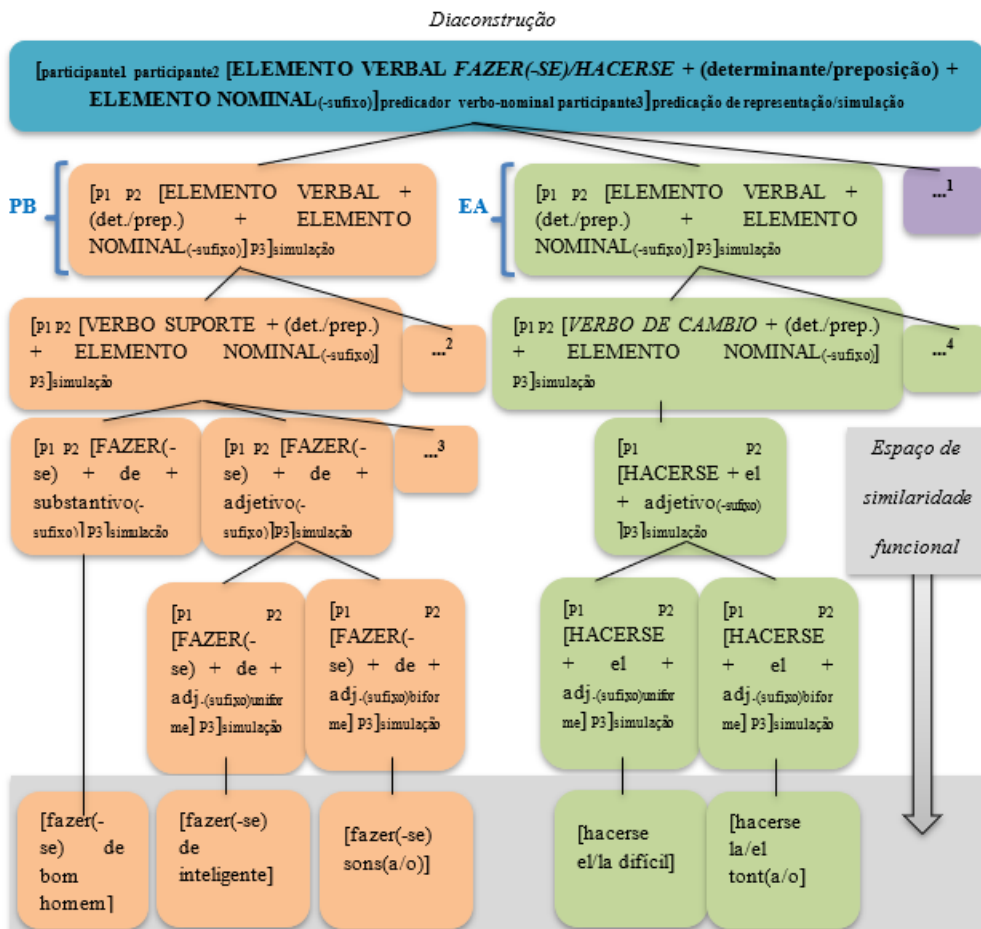 Diaconstrução
[participante1 participante2 [ELEMENTO VERBAL FAZER(-SE)/HACERSE + (determinante/preposição) +
ELEMENTO NOMINAL(-sufixo)]predicador verbo-nominal participante3]predicação de representação/simulação
PB
[P1 P2 [ELEMENTO VERBAL +
(det./prep.) + ELEMENTO
NOMINAL(-sufixo)] P3]simulação
EA
[P1 P2 [ELEMENTO VERBAL +
(det./prep.) + ELEMENTO
NOMINAL(-sufixo)] P3]simulação
...1
[P1 P2 [VERBO SUPORTE + (det./prep.)
+ ELEMENTO NOMINAL(-sufixo)]
P3]simulação
...2
[P1 P2 [VERBO DE CAMBIO + (det./prep.)
+ ELEMENTO NOMINAL(-sufixo)]
P3]simulação
...4
[P1 P2 [FAZER(-
se) + de +
substantivo(-
sufixo)]P3]simulação
[P1 P2 [FAZER(-
se) + de +
adjetivo(-
sufixo)]P3]simulação
...3
[P1 P2
[HACERSE + el
+ adjetivo(-sufixo)
]P3]simulação
Espaço de
similaridade
funcional
[P1 P2
[FAZER(-
se) + de +
adj.-(sufixo)unifor
me] P3]simulação
[P1 P2
[FAZER(-
se) + de +
adj.-(sufixo)bifor
me] P3]simulação
[P1 P2
[HACERSE
+ el +
adj.-(sufixo)unifor
me] P3]simulação
[P1 P2
[HACERSE
+ el +
adj.-(sufixo)bifor
me] P3]simulação
[fazer(-
se) de
bom
homem]
[fazer(-se)
de
inteligente]
[fazer(-se)
sons(a/o)]
[hacerse
el/la difícil]
[hacerse
la/el
tont(a/o]